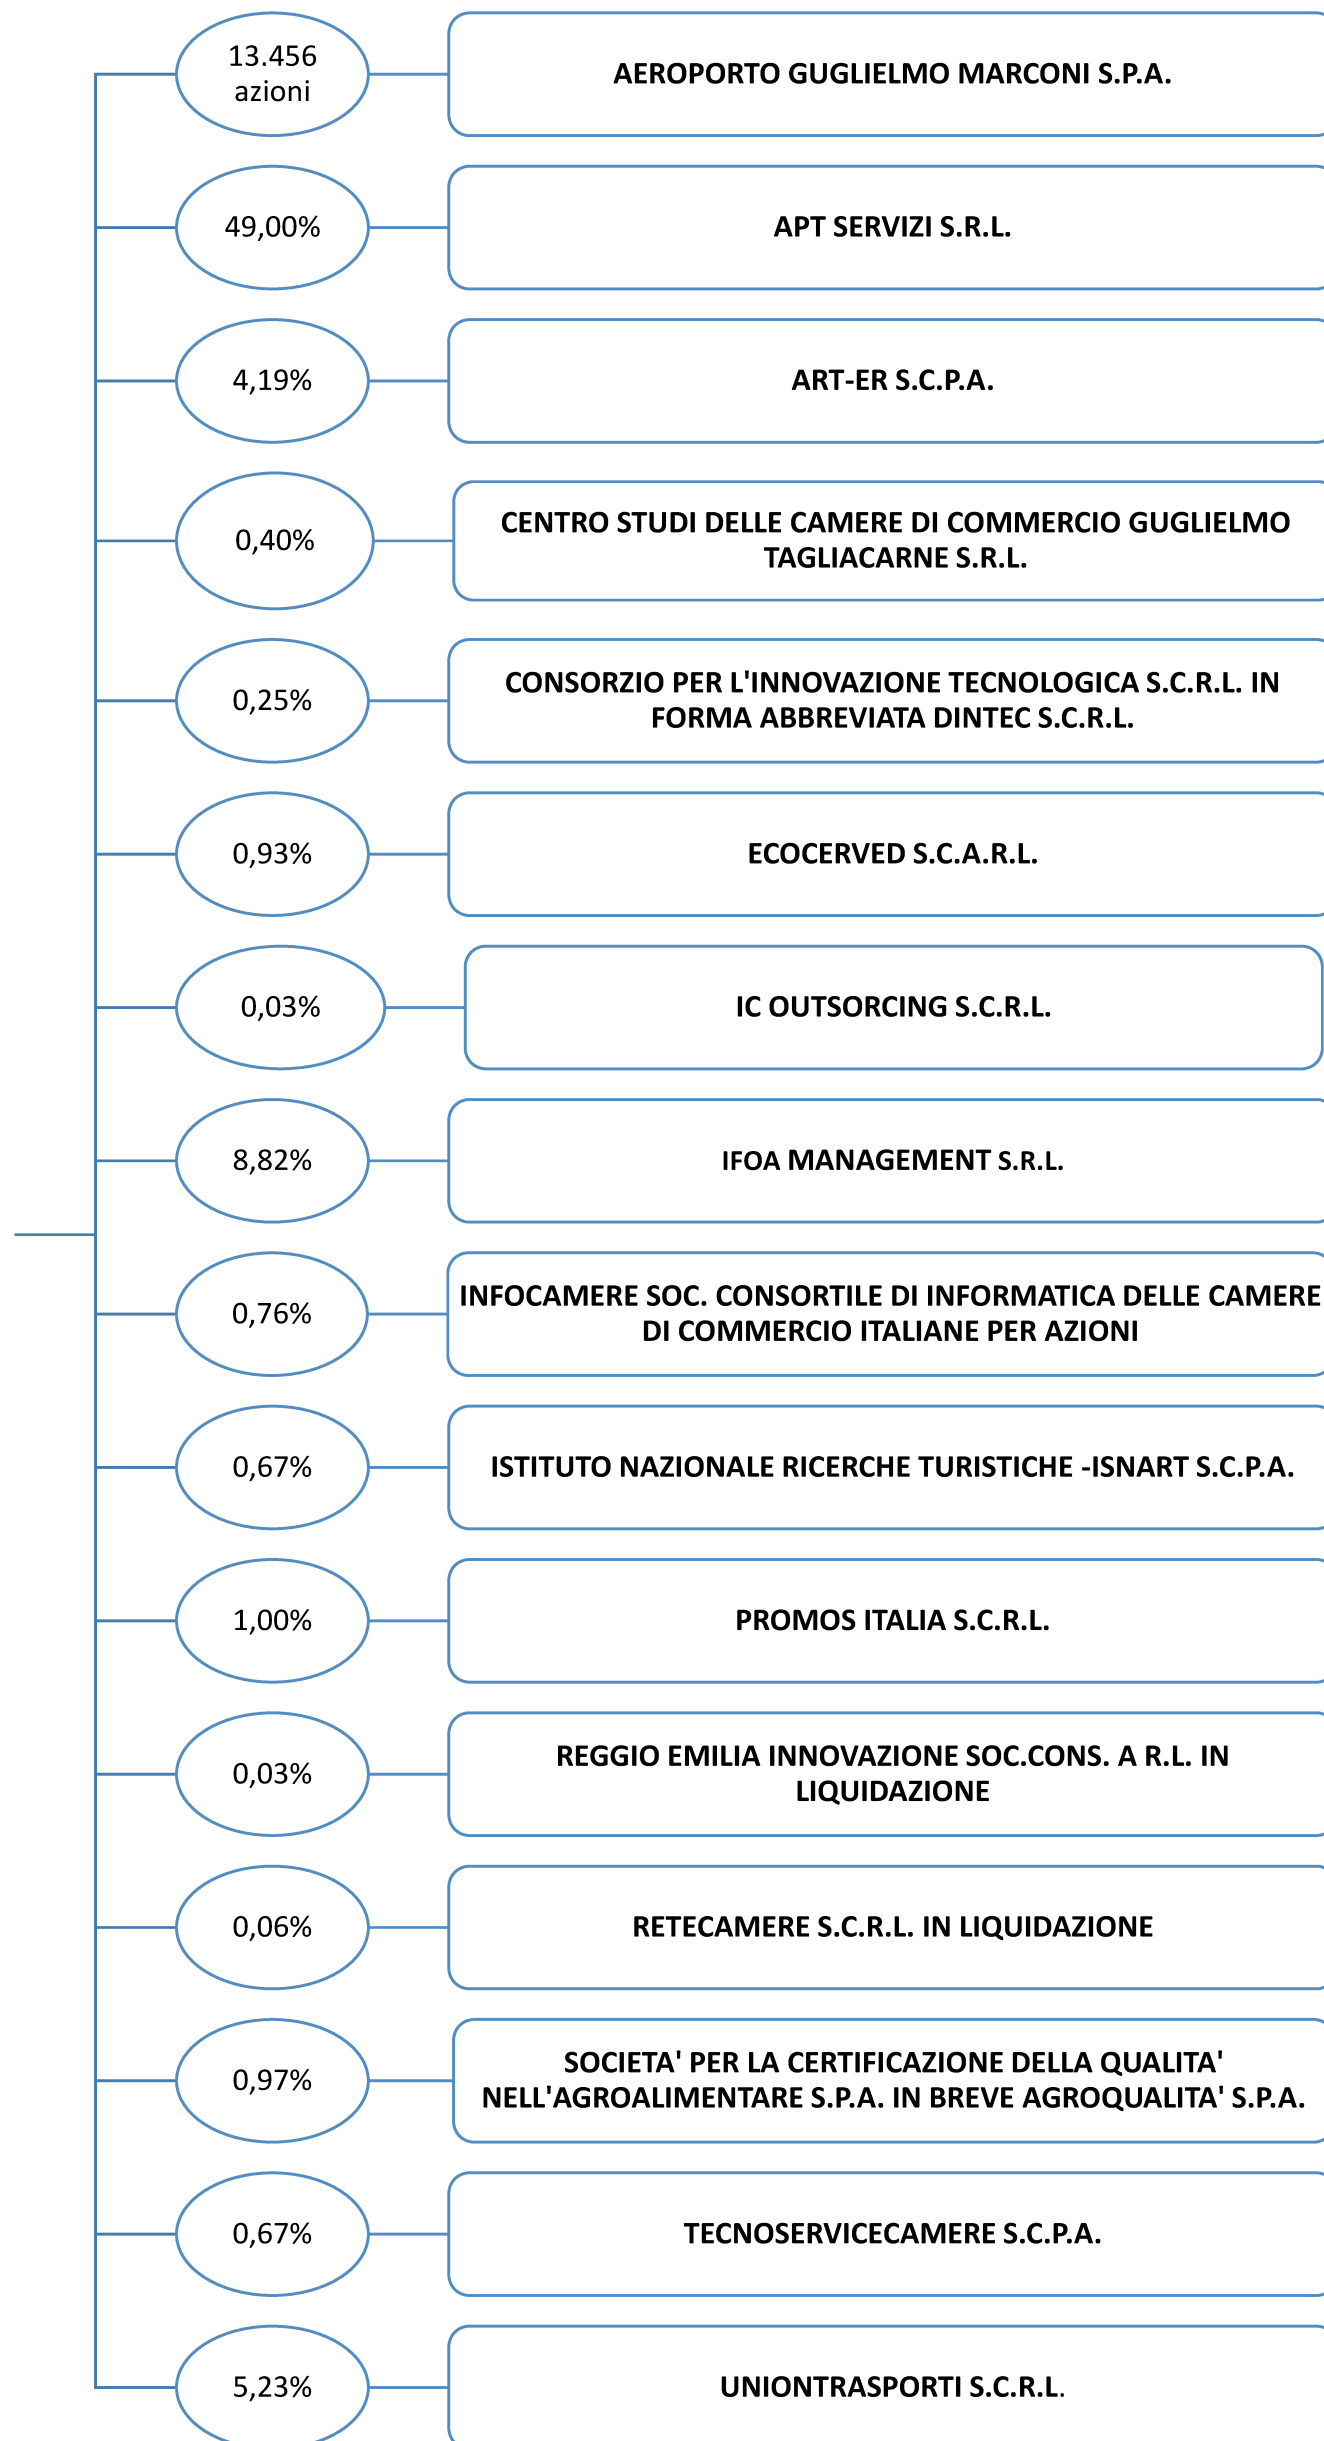 13.456
azioni
AEROPORTO GUGLIELMO MARCONI S.P.A.
49,00%
APT SERVIZI S.R.L.
4,19%
ART-ER S.C.P.A.
0,40%
CENTRO STUDI DELLE CAMERE DI COMMERCIO GUGLIELMO
TAGLIACARNE S.R.L.
0,25%
CONSORZIO PER L'INNOVAZIONE TECNOLOGICA S.C.R.L. IN
FORMA ABBREVIATA DINTEC S.C.R.L.
0,93%
ECOCERVED S.C.A.R.L.
0,03%
IC OUTSORCING S.C.R.L.
8,82%
IFOA MANAGEMENT S.R.L.
0,76%
INFOCAMERE SOC. CONSORTILE DI INFORMATICA DELLE CAMERE
DI COMMERCIO ITALIANE PER AZIONI
0,67%
ISTITUTO NAZIONALE RICERCHE TURISTICHE -ISNART S.C.P.A.
1,00%
PROMOS ITALIA S.C.R.L.
0,03%
REGGIO EMILIA INNOVAZIONE SOC.CONS. A R.L. IN
LIQUIDAZIONE
0,06%
RETECAMERE S.C.R.L. IN LIQUIDAZIONE
0,97%
SOCIETA' PER LA CERTIFICAZIONE DELLA QUALITA'
NELL'AGROALIMENTARE S.P.A. IN BREVE AGROQUALITA' S.P.A.
0,67%
TECNOSERVICECAMERE S.C.P.A.
5,23%
UNIONTRASPORTI S.C.R.L.